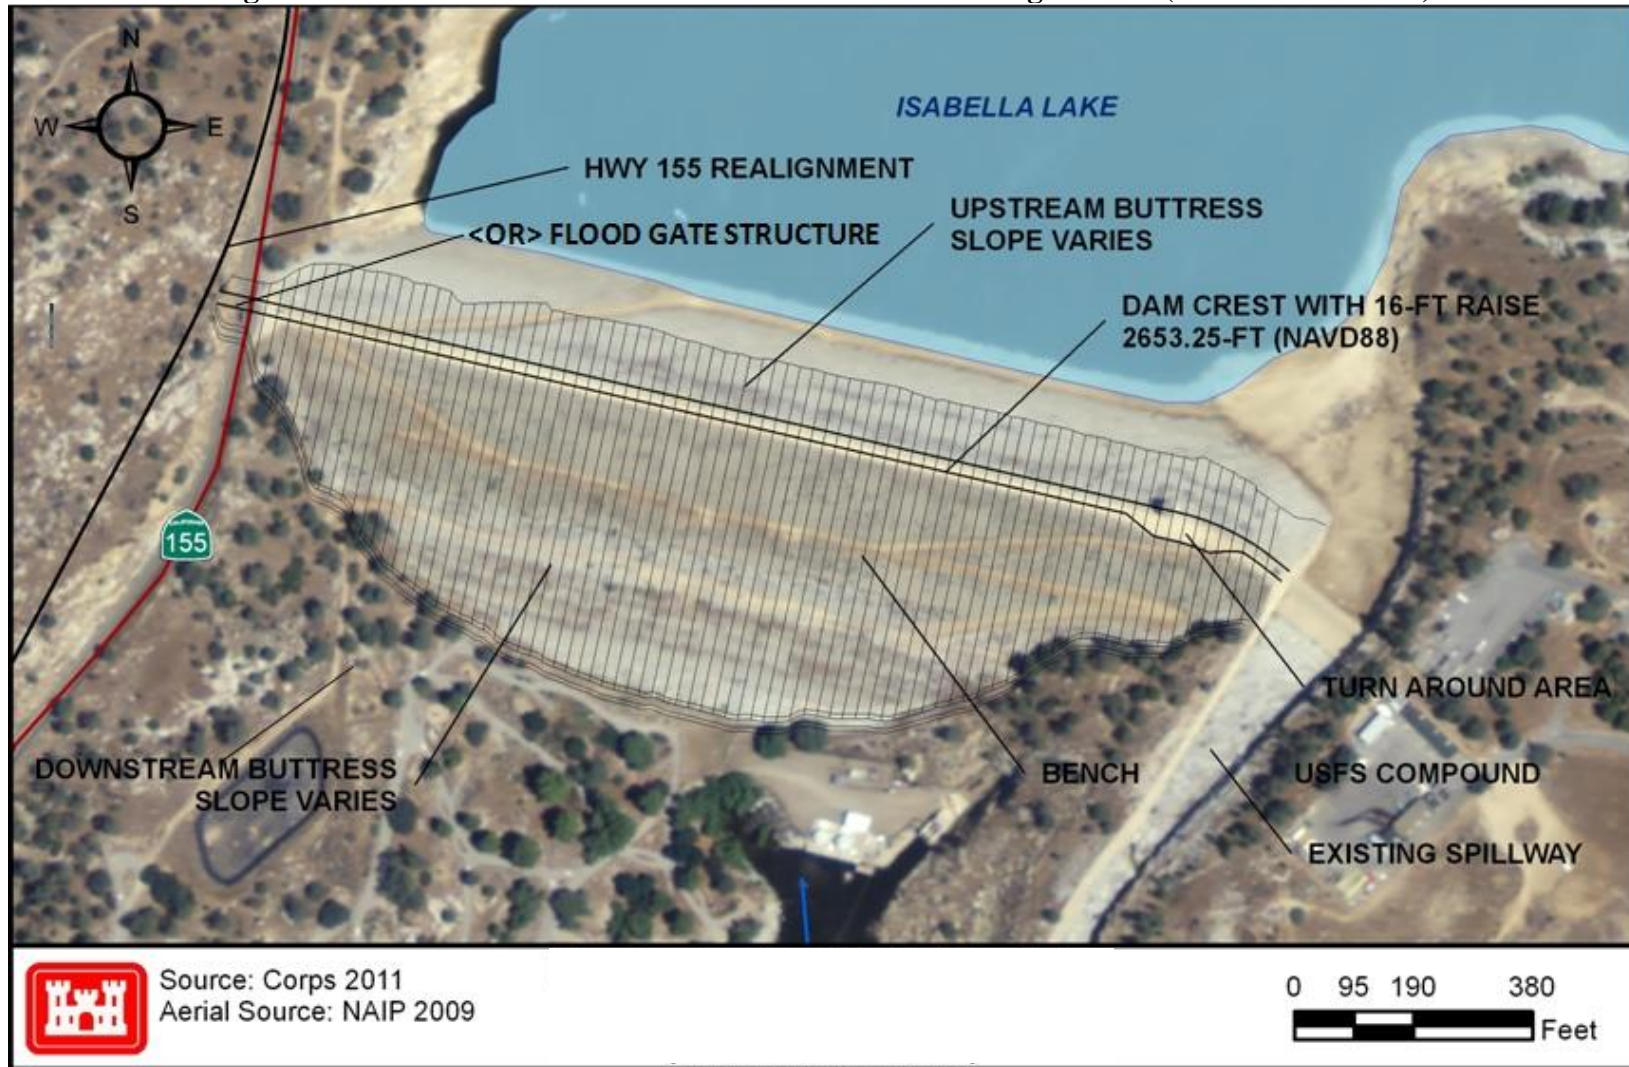 N
W E
S
ISABELLA LAKE
HWY 155 REALIGNMENT
<OR> FLOOD GATE STRUCTURE
UPSTREAM BUTTRESS
SLOPE VARIES
DAM CREST WITH 16-FT RAISE
2653.25-FT (NAVD88)
155
TURN AROUND AREA
DOWNSTREAM BUTTRESS
SLOPE VARIES
BENCH
USFS COMPOUND
EXISTING SPILLWAY
Source: Corps 2011
Aerial Source: NAIP 2009
0 95 190 380
Feet